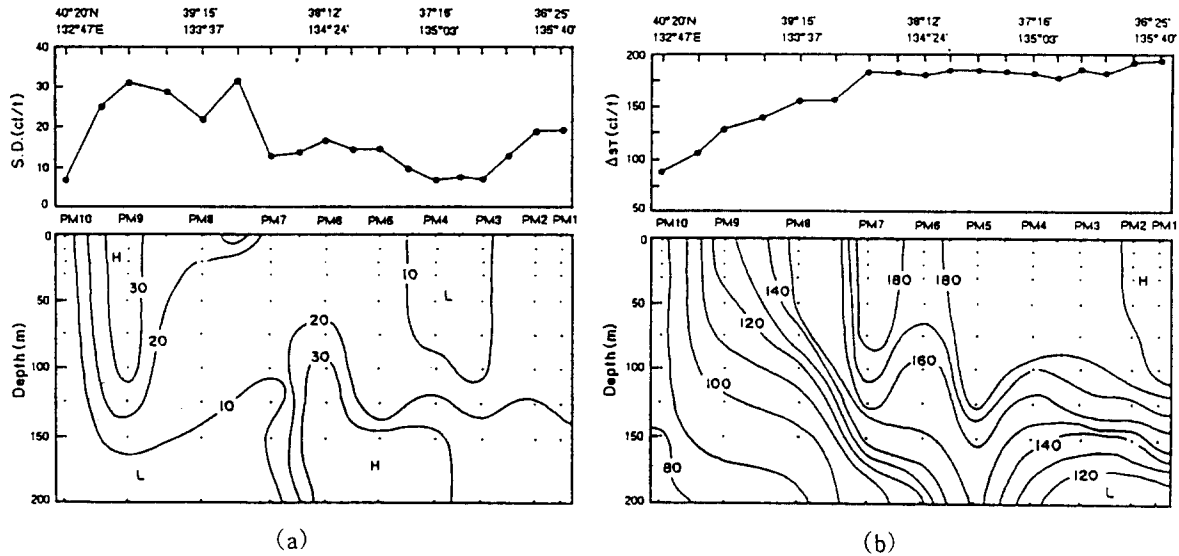 40°20'N 39°15' 38°12' 37°16' 36°25'
132°47'E 133°37 134°24' 135°03' 135°40'
S.D.(cl/t)
40
30
20
10
0
PM10 PM9 PM8 PM7 PM6 PM6 PM4 PM3 PM2 PM1
Depth(m)
0
50
100
150
200
H
30
20
10
L
20
30
H
10
L
(a)
40°20'N 39°15' 38°12' 37°16' 36°25'
132°47'E 133°37 134°24' 135°03' 135°40'
ΔST(cl/t)
200
150
100
50
PM10 PM9 PM8 PM7 PM6 PM5 PM4 PM3 PM2 PM1
Depth(m)
0
50
100
150
200
80
100
120
140
180
180
160
140
120
H
L
(b)